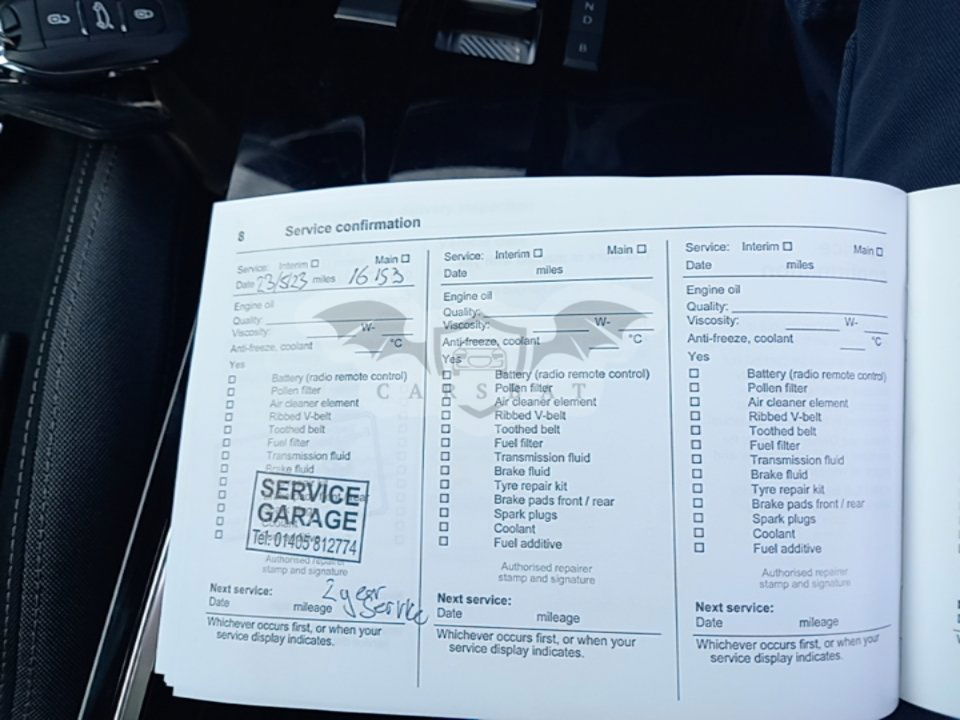 N
D
B
8 Service confirmation
Service: Interim Main
Date 23/5/23 miles 16153
Engine oil
Quality:
Viscosity: W-
Anti-freeze, coolant °C
Yes
Battery (radio remote control)
Pollen filter
Air cleaner element
Ribbed V-belt
Toothed belt
Fuel filter
Transmission fluid
Brake fluid
SERVICE
GARAGE
Tel: 01405 812774
Authorised repairer
stamp and signature
Next service: 2 year
Date mileage service
Whichever occurs first, or when your
service display indicates.
Service: Interim Main
Date miles
Engine oil
Quality:
Viscosity: W-
Anti-freeze, coolant °C
Yes
Battery (radio remote control)
Pollen filter
Air cleaner element
Ribbed V-belt
Toothed belt
Fuel filter
Transmission fluid
Brake fluid
Tyre repair kit
Brake pads front / rear
Spark plugs
Coolant
Fuel additive
Authorised repairer
stamp and signature
Next service:
Date mileage
Whichever occurs first, or when your
service display indicates.
Service: Interim Main
Date miles
Engine oil
Quality:
Viscosity: W-
Anti-freeze, coolant °C
Yes
Battery (radio remote control)
Pollen filter
Air cleaner element
Ribbed V-belt
Toothed belt
Fuel filter
Transmission fluid
Brake fluid
Tyre repair kit
Brake pads front / rear
Spark plugs
Coolant
Fuel additive
Authorised repairer
stamp and signature
Next service:
Date mileage
Whichever occurs first, or when your
service display indicates.